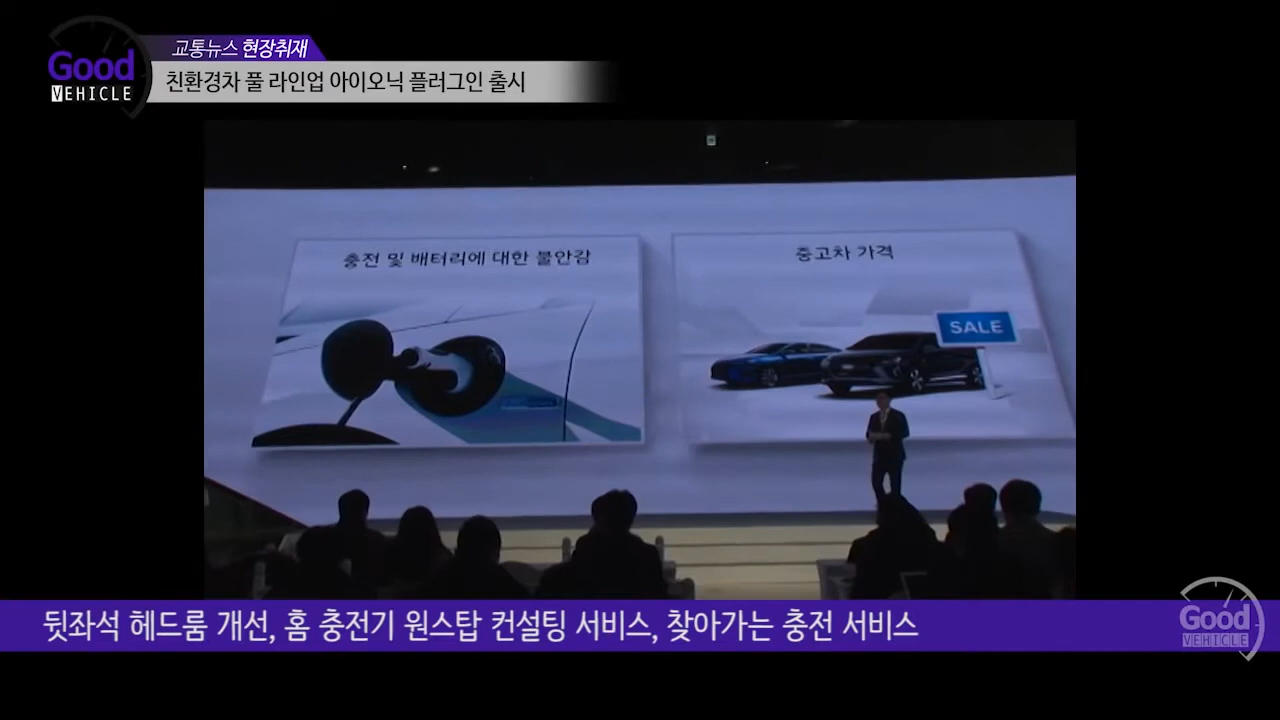 Good
VEHICLE
교통뉴스 현장취재
친환경차 풀 라인업 아이오닉 플러그인 출시
충전 및 배터리에 대한 불안감
중고차 가격
SALE
뒷좌석 헤드룸 개선, 홈 충전기 원스탑 컨설팅 서비스, 찾아가는 충전 서비스
Good
VEHICLE